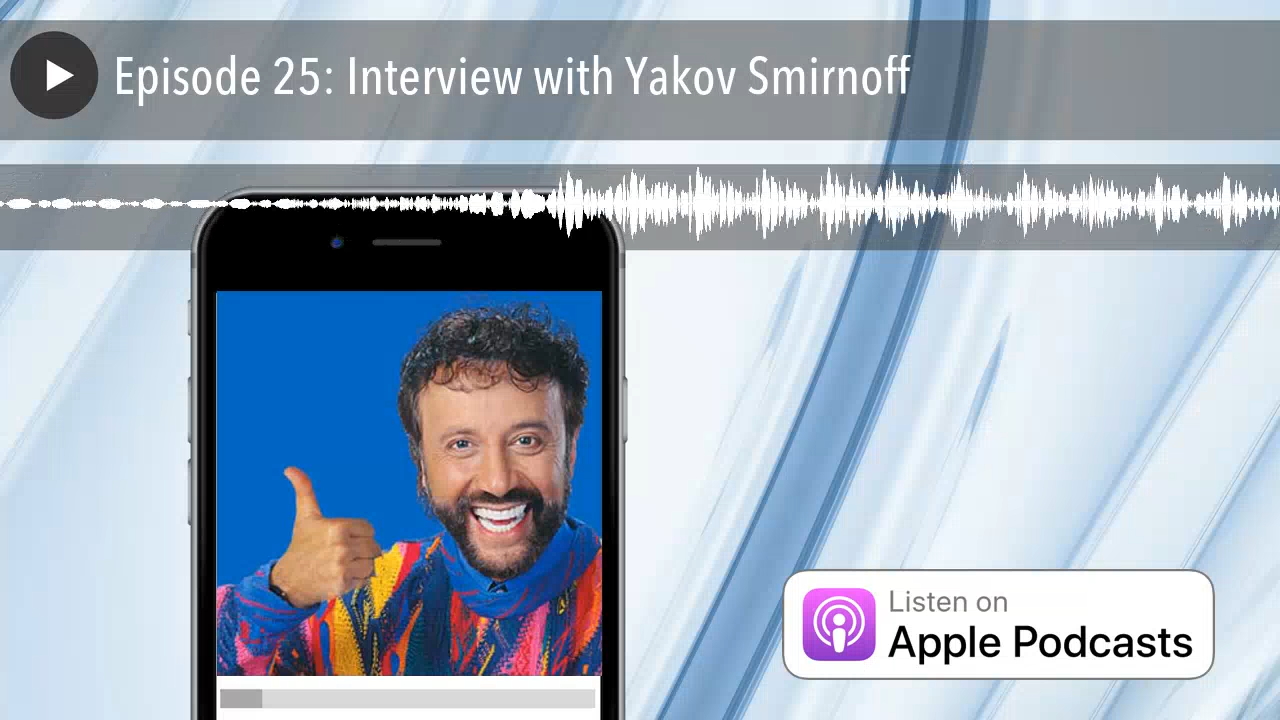 Episode 25: Interview with Yakov Smirnoff
Listen on
Apple Podcasts